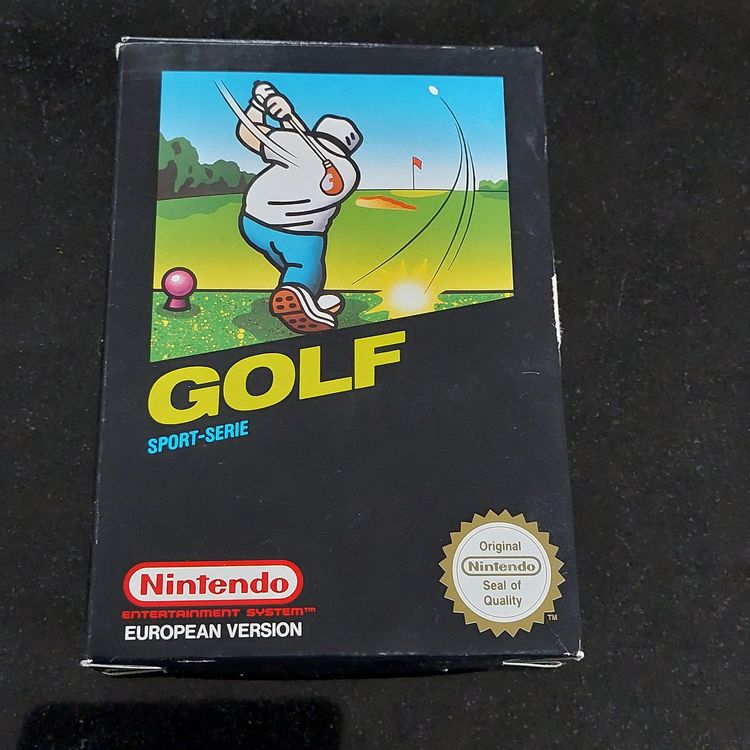 GOLF
SPORT-SERIE
Nintendo
ENTERTAINMENT SYSTEM™
EUROPEAN VERSION
Original
Nintendo
Seal of
Quality
TM